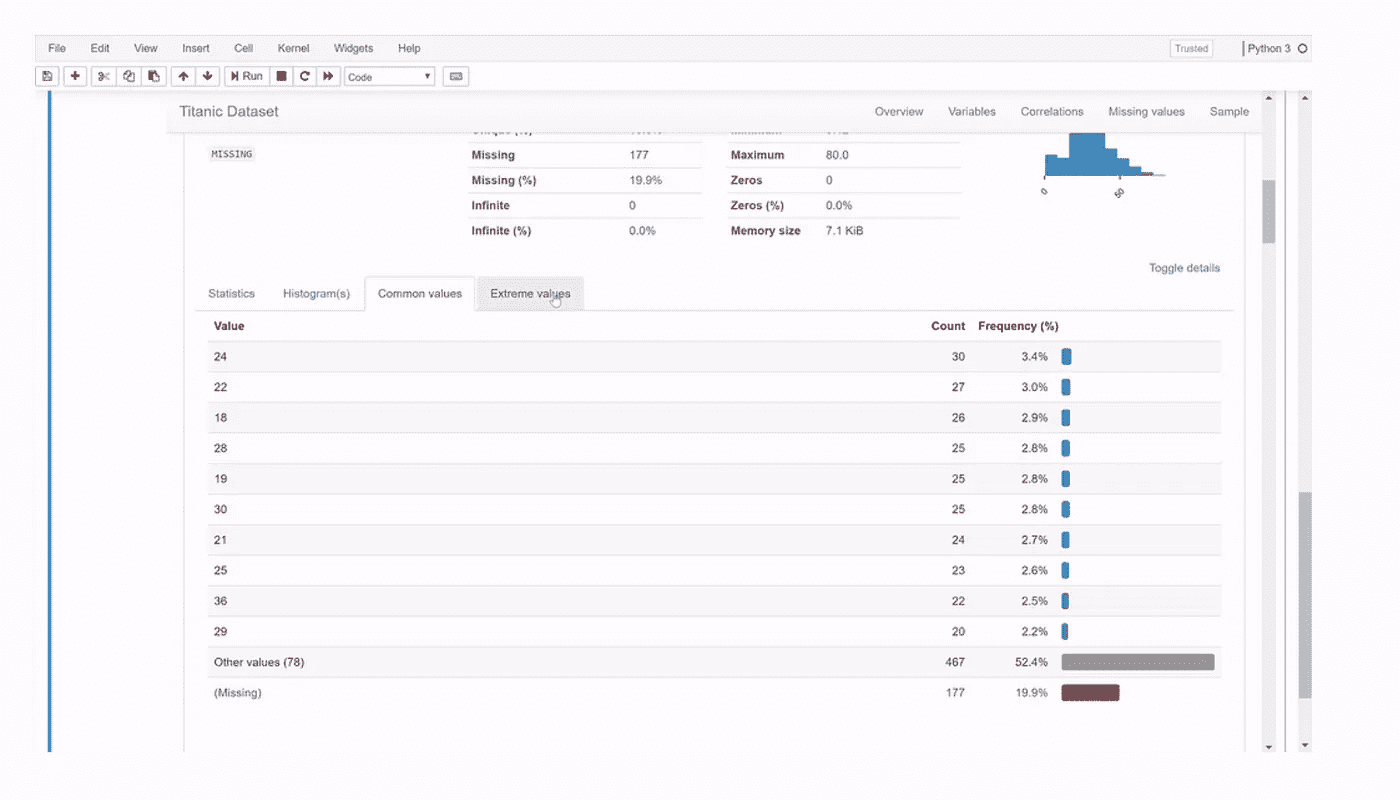 File Edit View Insert Cell Kernel Widgets Help Trusted Python 3
Run Code
Titanic Dataset Overview Variables Correlations Missing values Sample
MISSING Missing 177 Maximum 80.0
Missing (%) 19.9% Zeros 0
Infinite 0 Zeros (%) 0.0%
Infinite (%) 0.0% Memory size 7.1 KiB
0 50
Toggle details
Statistics Histogram(s) Common values Extreme values
Value Count Frequency (%)
24 30 3.4%
22 27 3.0%
18 26 2.9%
28 25 2.8%
19 25 2.8%
30 25 2.8%
21 24 2.7%
25 23 2.6%
36 22 2.5%
29 20 2.2%
Other values (78) 467 52.4%
(Missing) 177 19.9%